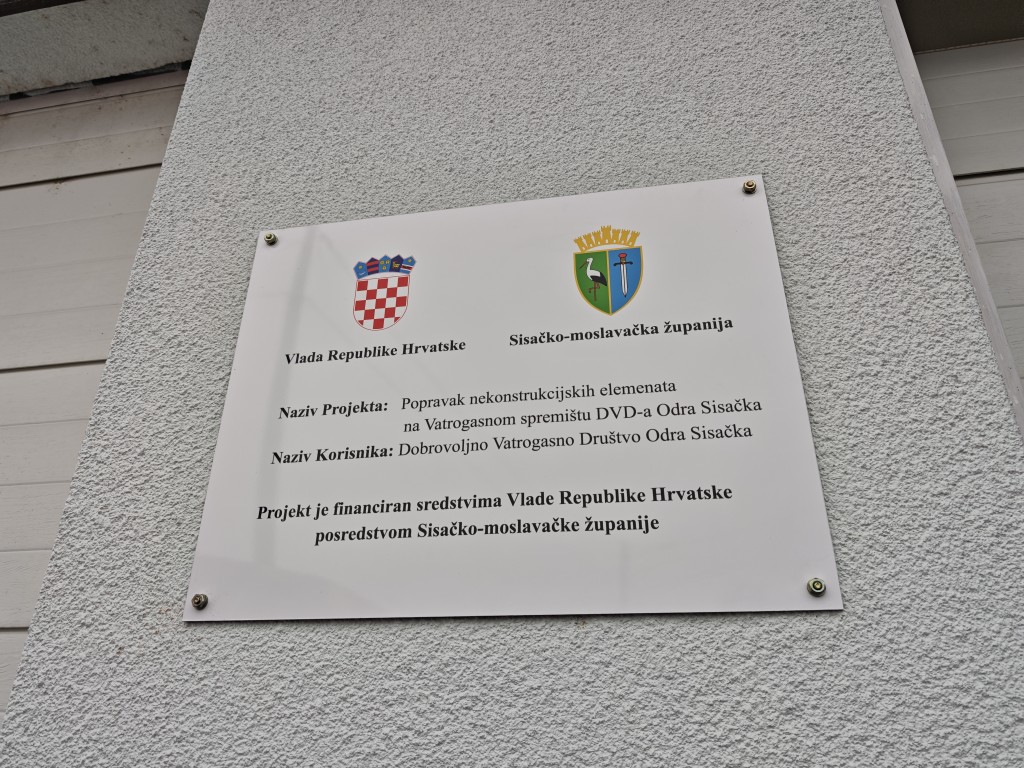 Vlada Republike Hrvatske
Sisačko-moslavačka županija
Naziv Projekta: Popravak nekonstrukcijskih elemenata
na Vatrogasnom spremištu DVD-a Odra Sisačka
Naziv Korisnika: Dobrovoljno Vatrogasno Društvo Odra Sisačka
Projekt je financiran sredstvima Vlade Republike Hrvatske
posredstvom Sisačko-moslavačke županije